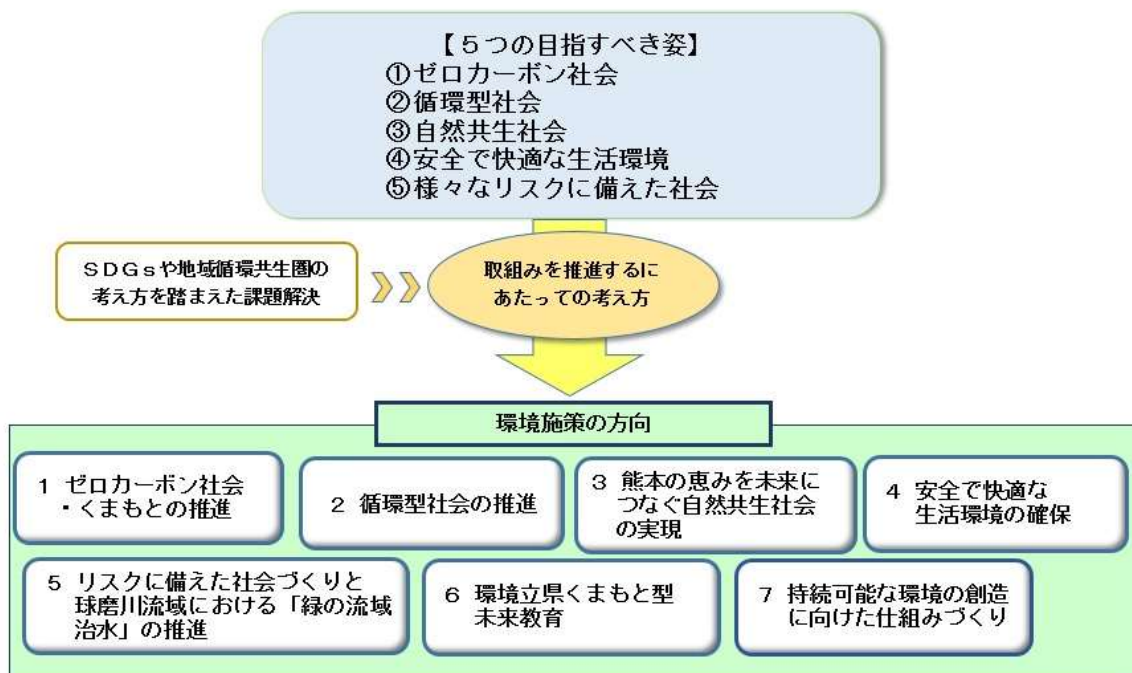 【５つの目指すべき姿】
①ゼロカーボン社会
②循環型社会
③自然共生社会
④安全で快適な生活環境
⑤様々なリスクに備えた社会
ＳＤＧｓや地域循環共生圏の
考え方を踏まえた課題解決
取組みを推進するに
あたっての考え方
環境施策の方向
１ ゼロカーボン社会
・くまもとの推進
２ 循環型社会の推進
３ 熊本の恵みを未来に
つなぐ自然共生社会
の実現
４ 安全で快適な
生活環境の確保
５ リスクに備えた社会づくりと
球磨川流域における「緑の流域
治水」の推進
６ 環境立県くまもと型
未来教育
７ 持続可能な環境の創造
に向けた仕組みづくり